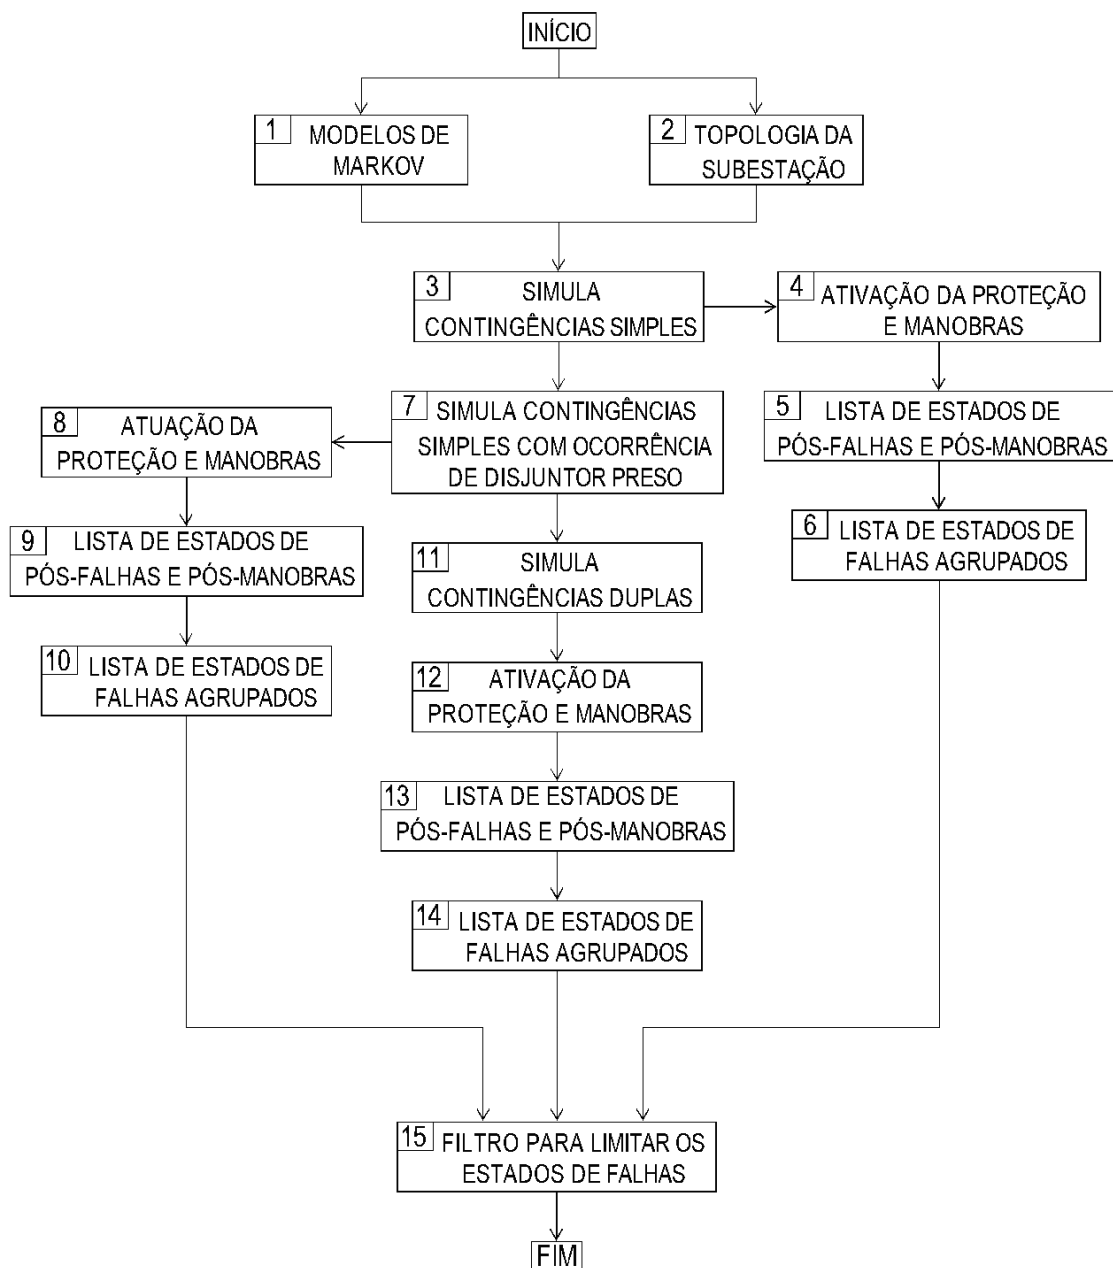 INÍCIO
1
MODELOS DE
MARKOV
2
TOPOLOGIA DA
SUBESTAÇÃO
3
SIMULA
CONTINGÊNCIAS SIMPLES
4
ATIVAÇÃO DA PROTEÇÃO
E MANOBRAS
5
LISTA DE ESTADOS DE
PÓS-FALHAS E PÓS-MANOBRAS
6
LISTA DE ESTADOS DE
FALHAS AGRUPADOS
7
SIMULA CONTINGÊNCIAS
SIMPLES COM OCORRÊNCIA
DE DISJUNTOR PRESO
8
ATUAÇÃO DA
PROTEÇÃO E MANOBRAS
9
LISTA DE ESTADOS DE
PÓS-FALHAS E PÓS-MANOBRAS
10
LISTA DE ESTADOS DE
FALHAS AGRUPADOS
11
SIMULA
CONTINGÊNCIAS DUPLAS
12
ATIVAÇÃO DA
PROTEÇÃO E MANOBRAS
13
LISTA DE ESTADOS DE
PÓS-FALHAS E PÓS-MANOBRAS
14
LISTA DE ESTADOS DE
FALHAS AGRUPADOS
15
FILTRO PARA LIMITAR OS
ESTADOS DE FALHAS
FIM